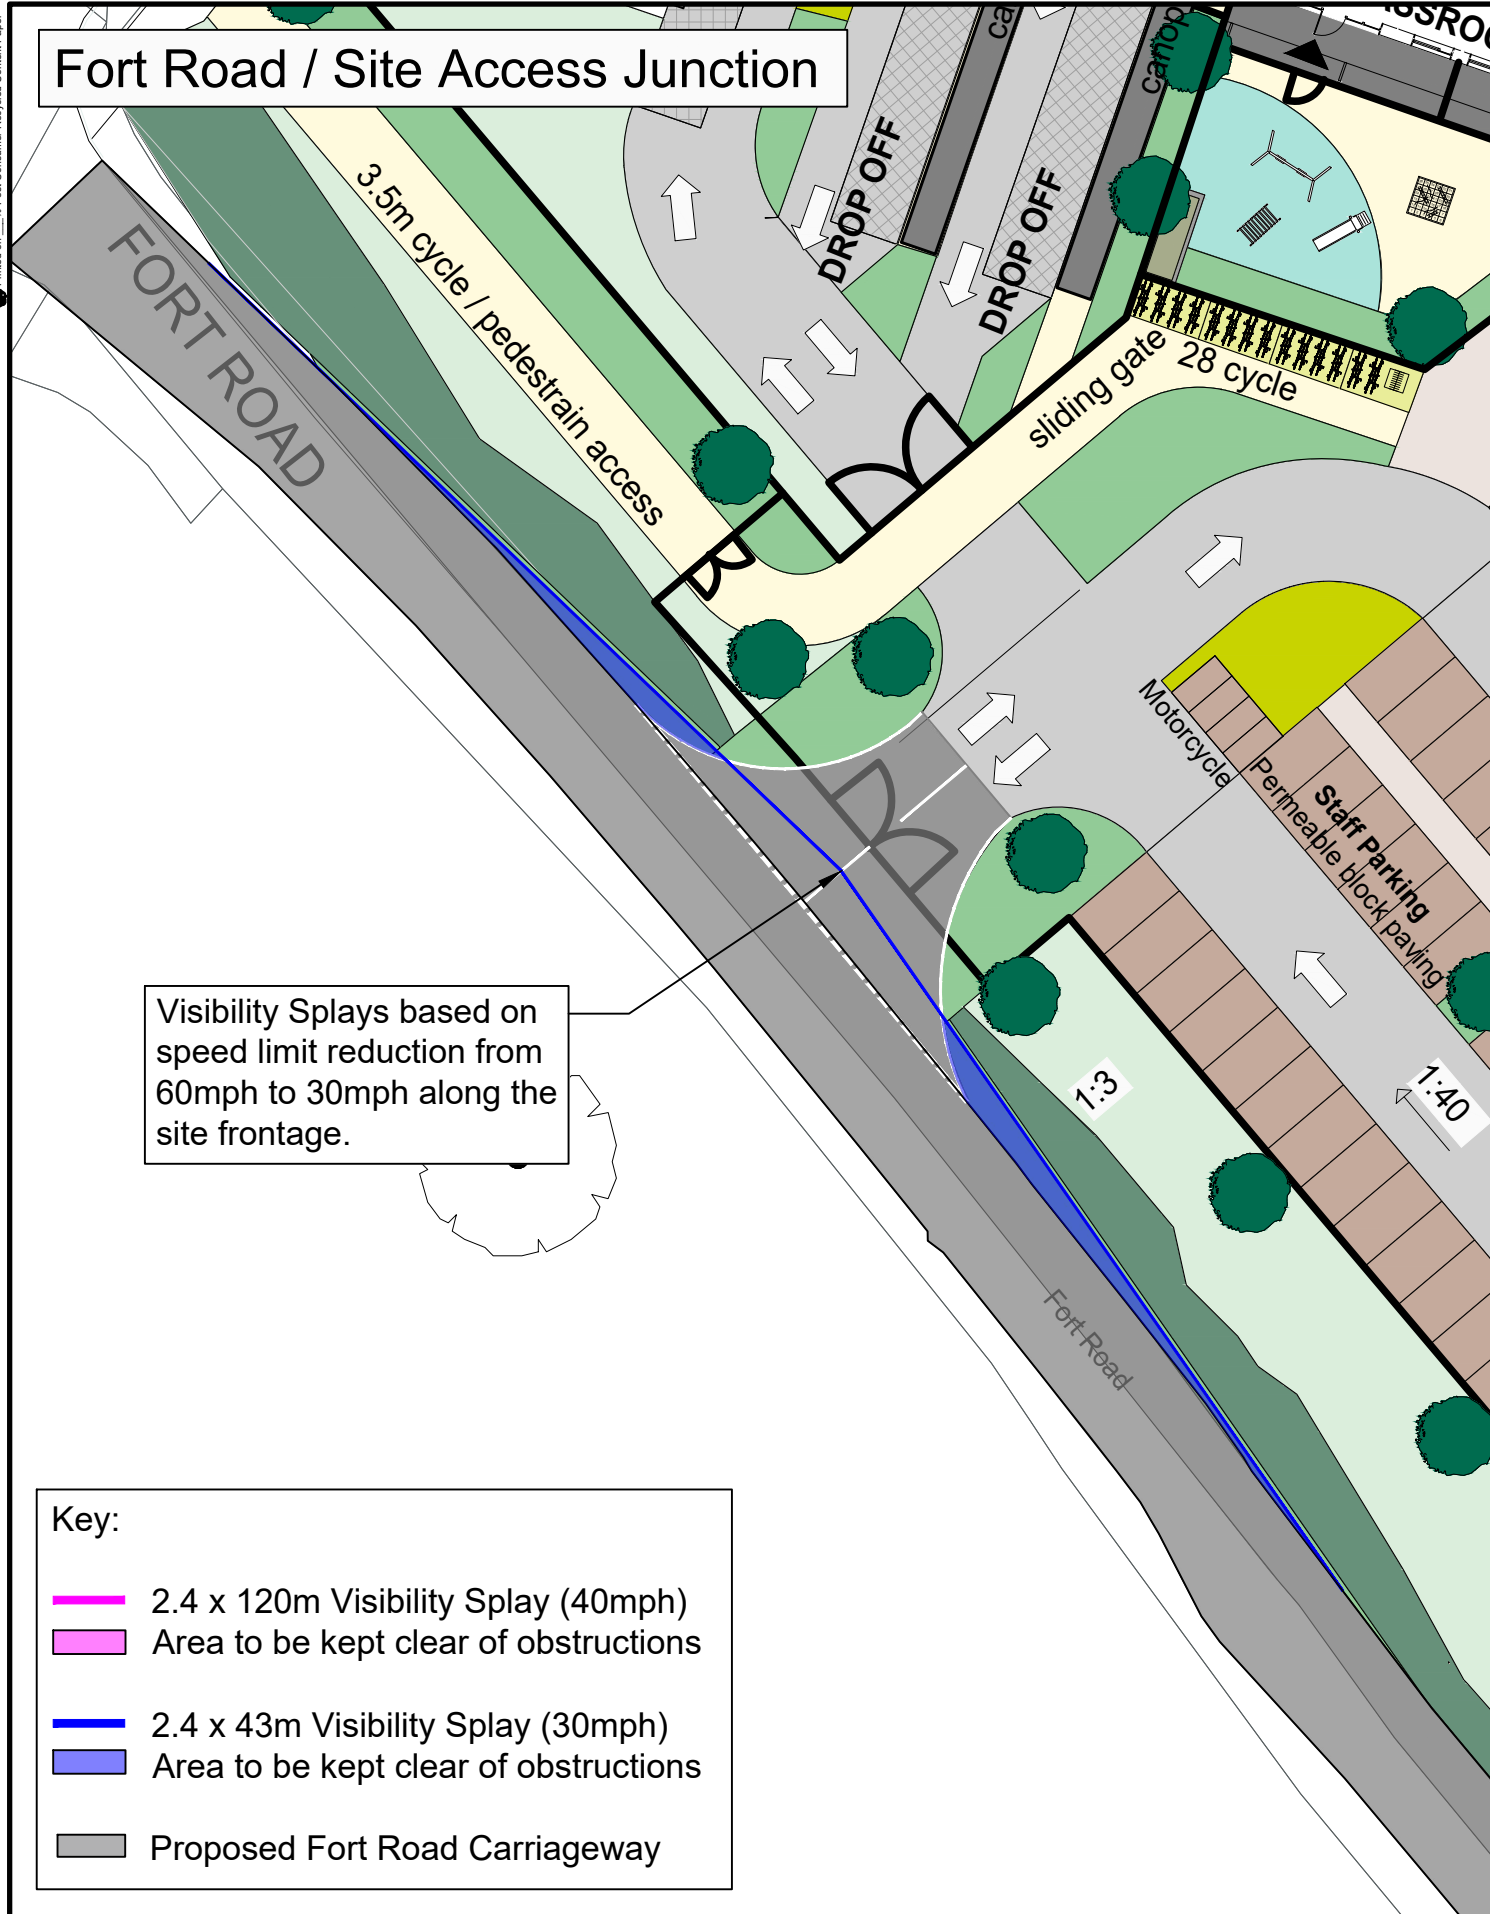 Fort Road / Site Access Junction
canop
DROP OFF
DROP OFF
3.5m cycle / pedestrain access
FORT ROAD
sliding gate
28 cycle
Motorcycle
Staff Parking
Permeable block paving
Visibility Splays based on
speed limit reduction from
60mph to 30mph along the
site frontage.
1:3
1:40
Fort Road
Key:
2.4 x 120m Visibility Splay (40mph)
Area to be kept clear of obstructions
2.4 x 43m Visibility Splay (30mph)
Area to be kept clear of obstructions
Proposed Fort Road Carriageway